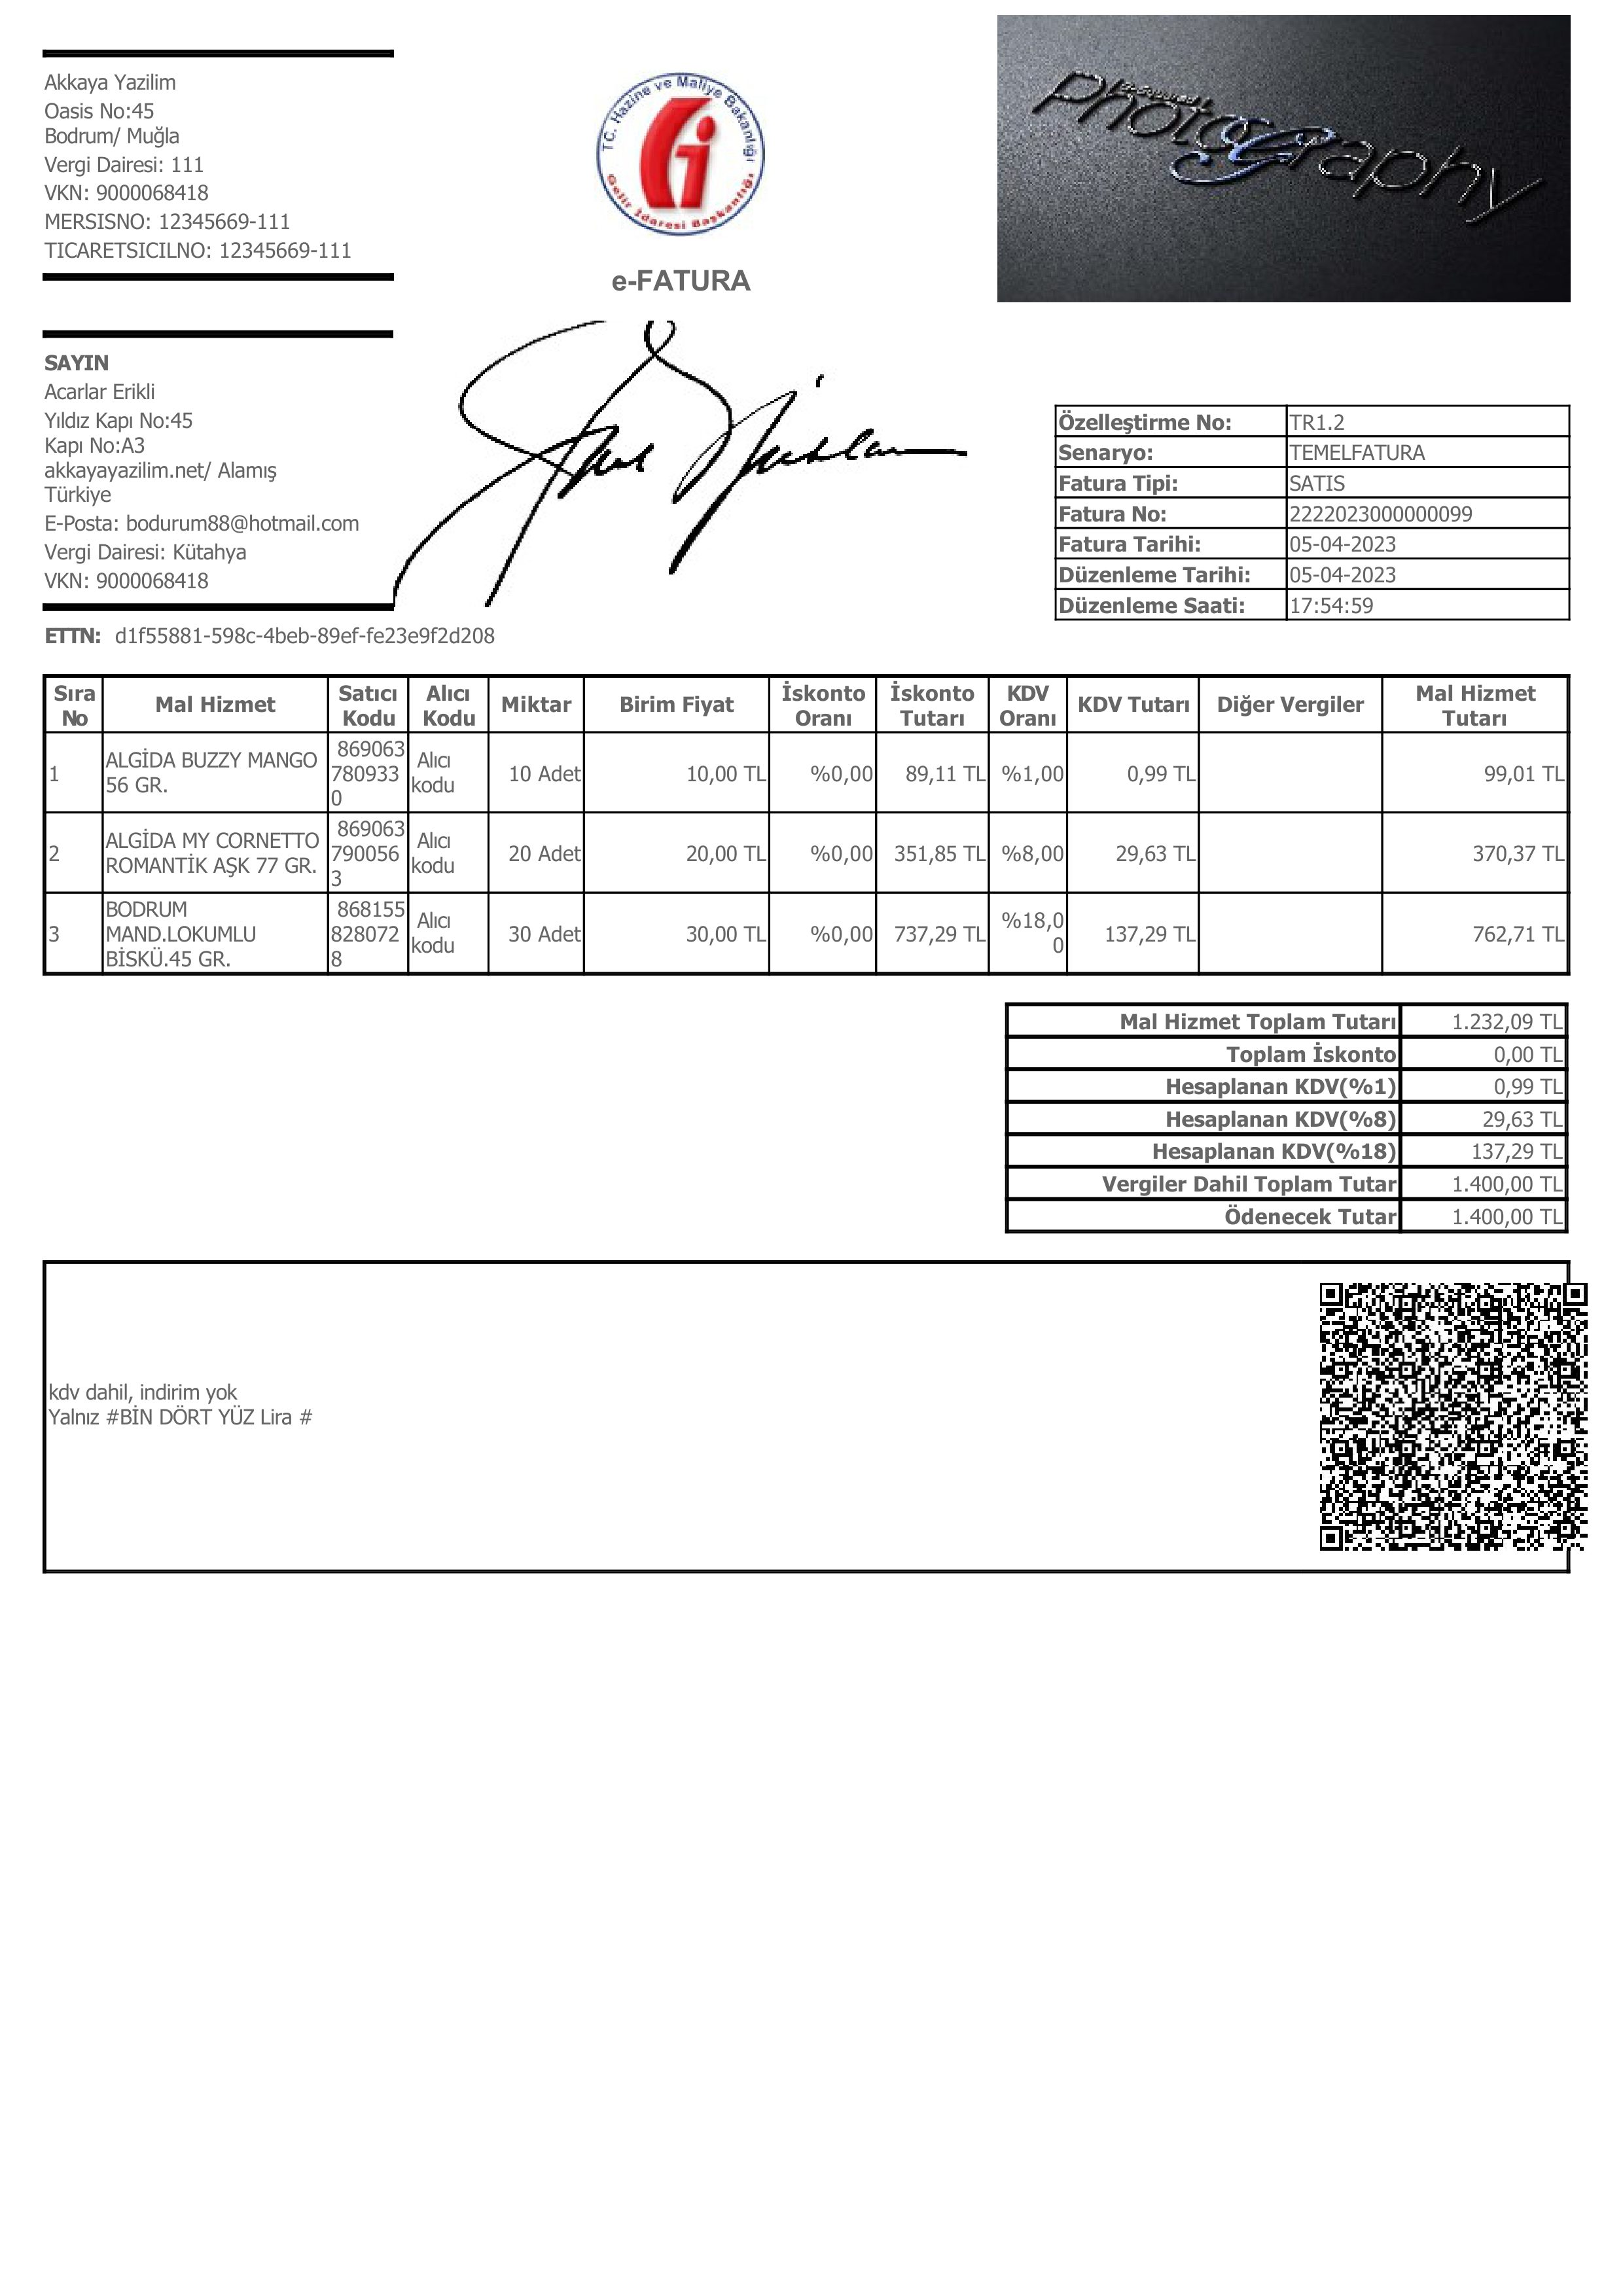 Akkaya Yazilim
Oasis No:45
Bodrum/ Muğla
Vergi Dairesi: 111
VKN: 9000068418
MERSISNO: 12345669-111
TICARETSICILNO: 12345669-111
TC. Hazine ve Maliye Bakanlığı
Gelir İdaresi Başkanlığı
e-FATURA
Photography
SAYIN
Acarlar Erikli
Yıldız Kapı No:45
Kapı No:A3
akkayayazilim.net/ Alamış
Türkiye
E-Posta: bodurum88@hotmail.com
Vergi Dairesi: Kütahya
VKN: 9000068418
Özelleştirme No: TR1.2
Senaryo: TEMELFATURA
Fatura Tipi: SATIS
Fatura No: 2222023000000099
Fatura Tarihi: 05-04-2023
Düzenleme Tarihi: 05-04-2023
Düzenleme Saati: 17:54:59
ETTN: d1f55881-598c-4beb-89ef-fe23e9f2d208
Sıra No Mal Hizmet Satıcı Kodu Alıcı Kodu Miktar Birim Fiyat İskonto Oranı İskonto Tutarı KDV Oranı KDV Tutarı Diğer Vergiler Mal Hizmet Tutarı
1 ALGİDA BUZZY MANGO 56 GR. 8690637809330 Alıcı kodu 10 Adet 10,00 TL %0,00 89,11 TL %1,00 0,99 TL 99,01 TL
2 ALGİDA MY CORNETTO ROMANTİK AŞK 77 GR. 8690637900563 Alıcı kodu 20 Adet 20,00 TL %0,00 351,85 TL %8,00 29,63 TL 370,37 TL
3 BODRUM MAND.LOKUMLU BİSKÜ.45 GR. 8681558280728 Alıcı kodu 30 Adet 30,00 TL %0,00 737,29 TL %18,00 137,29 TL 762,71 TL
Mal Hizmet Toplam Tutarı 1.232,09 TL
Toplam İskonto 0,00 TL
Hesaplanan KDV(%1) 0,99 TL
Hesaplanan KDV(%8) 29,63 TL
Hesaplanan KDV(%18) 137,29 TL
Vergiler Dahil Toplam Tutar 1.400,00 TL
Ödenecek Tutar 1.400,00 TL
kdv dahil, indirim yok
Yalnız #BİN DÖRT YÜZ Lira #